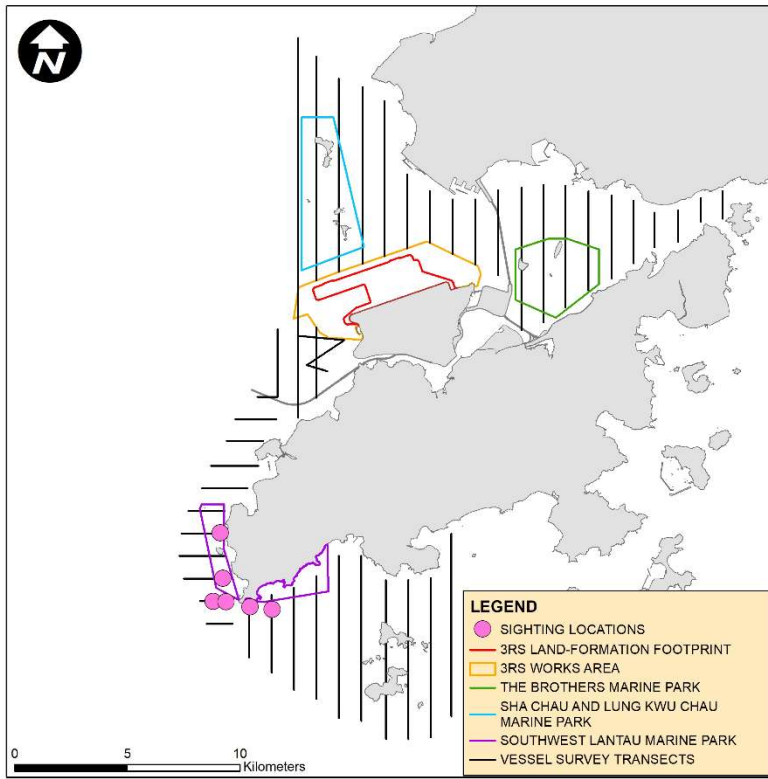 N
LEGEND
SIGHTING LOCATIONS
3RS LAND-FORMATION FOOTPRINT
3RS WORKS AREA
THE BROTHERS MARINE PARK
SHA CHAU AND LUNG KWU CHAU
MARINE PARK
SOUTHWEST LANTAU MARINE PARK
VESSEL SURVEY TRANSECTS
0 5 10
Kilometers